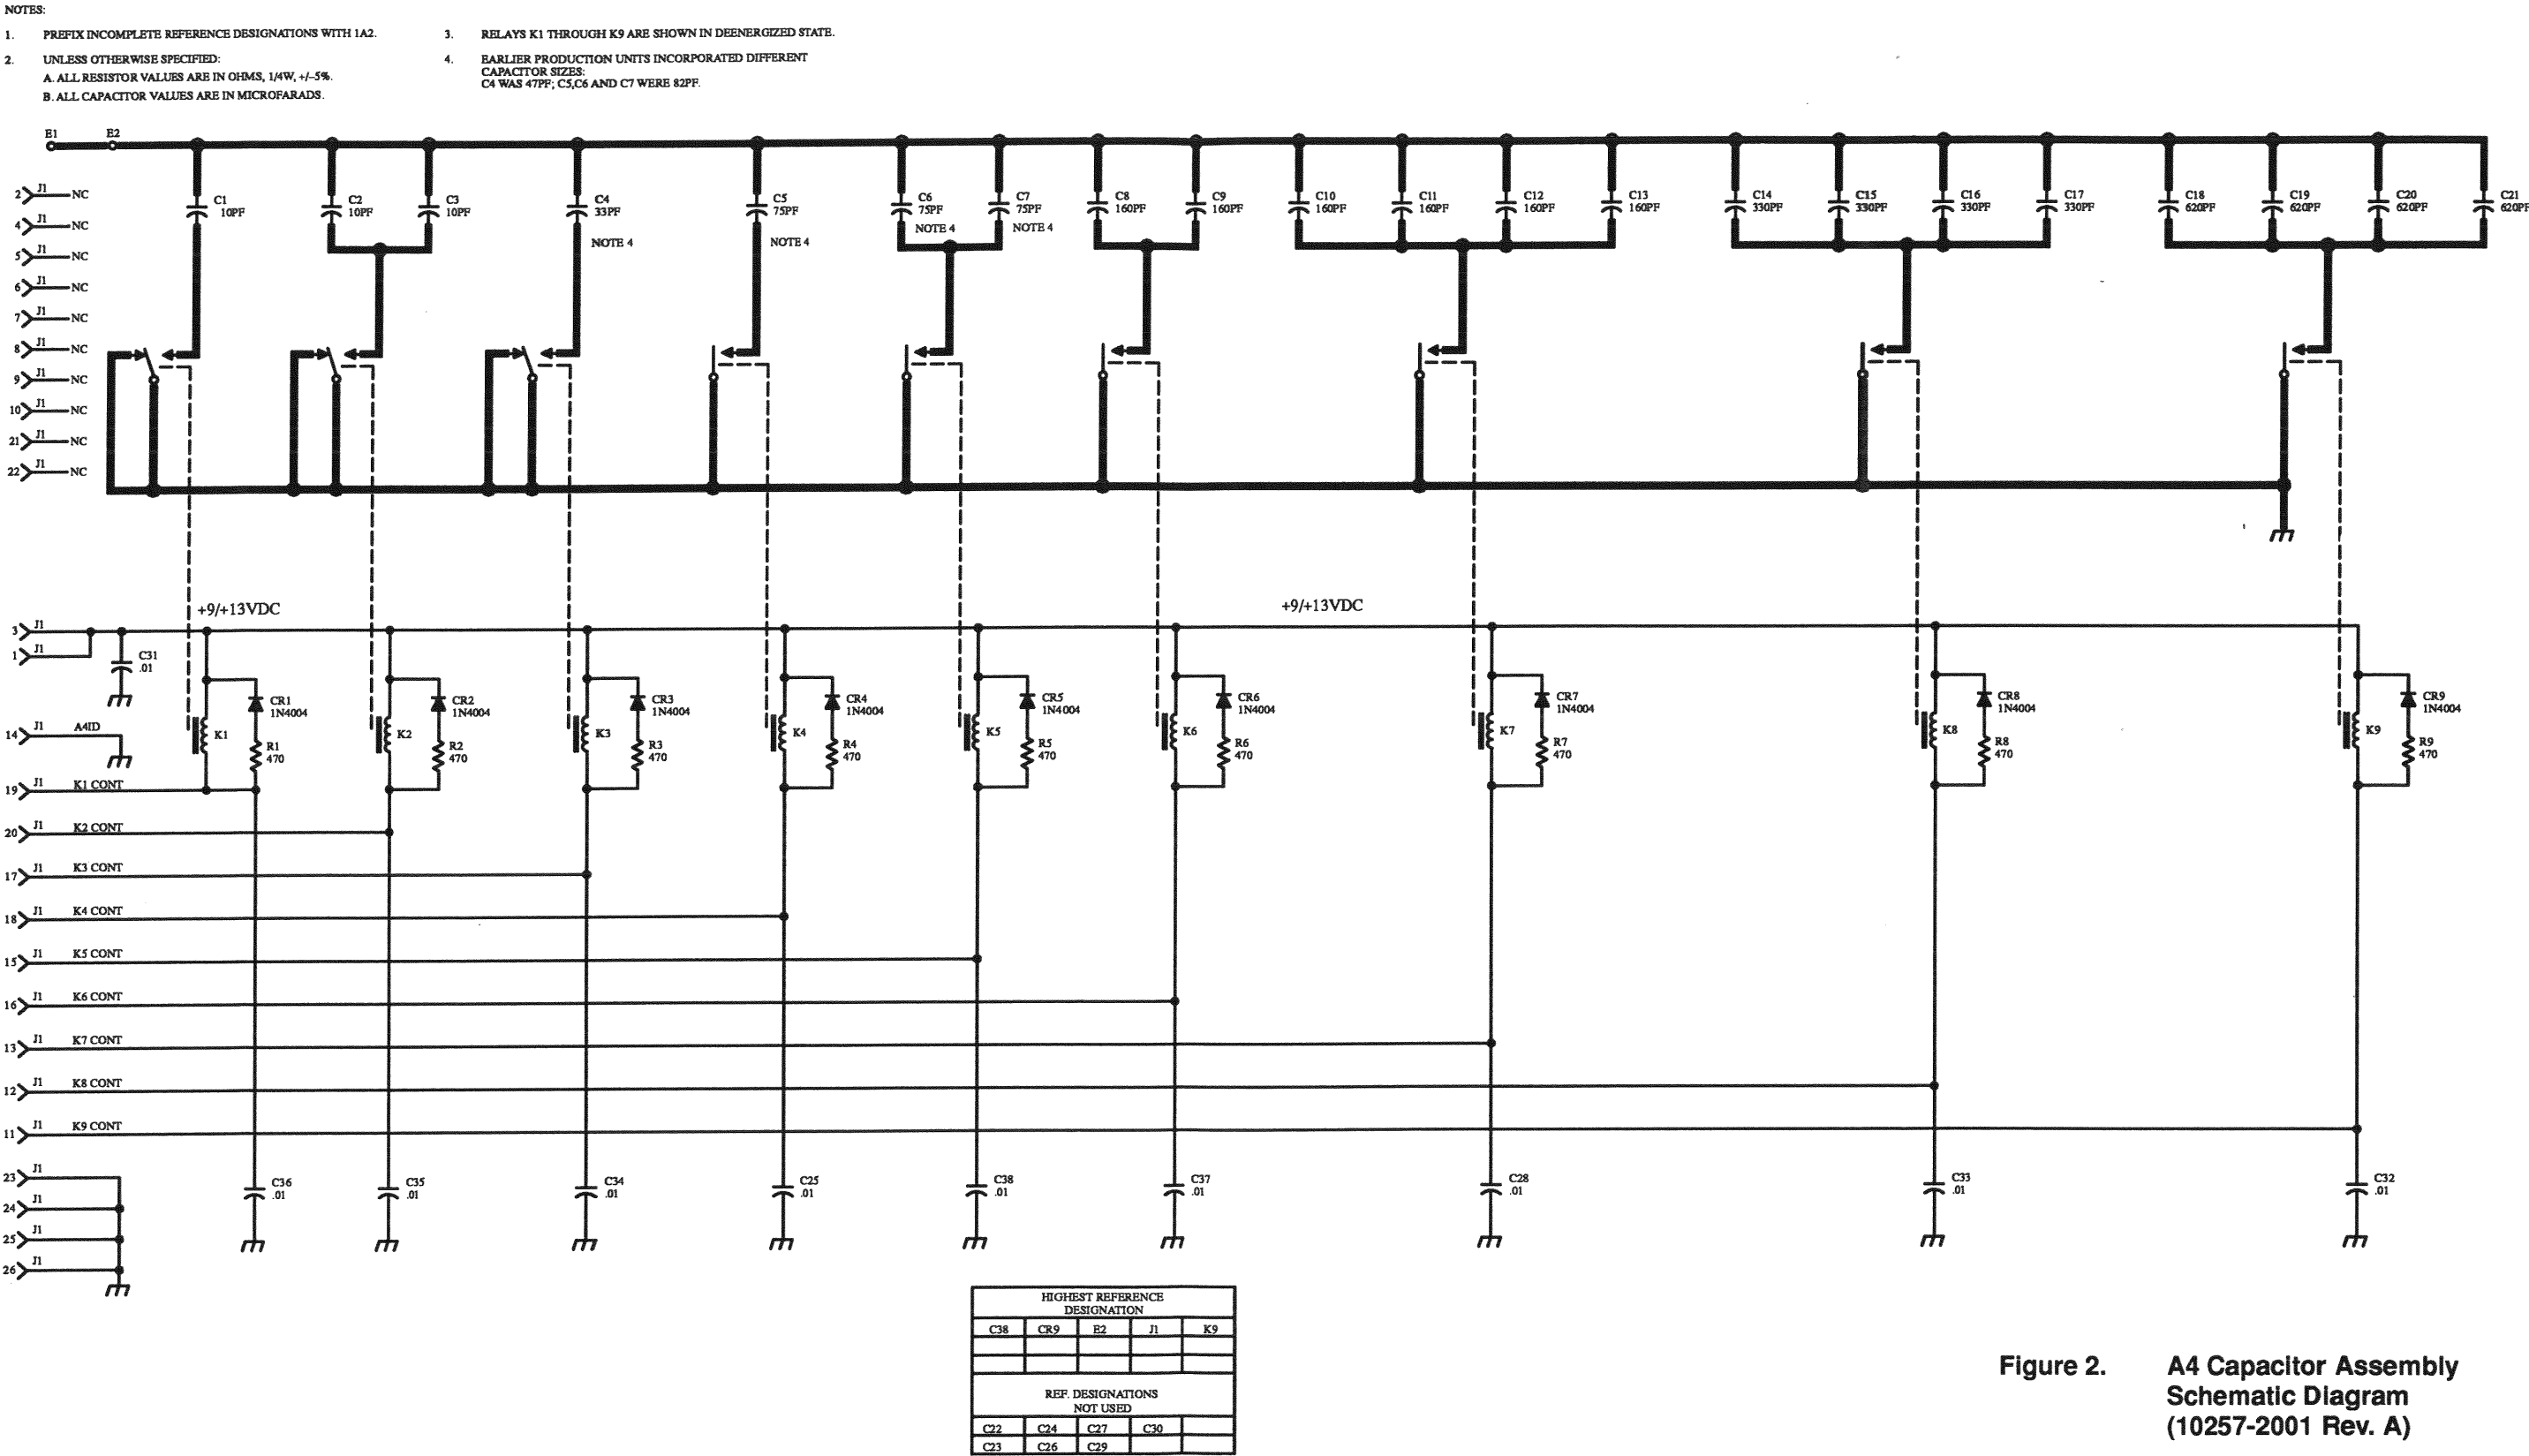 NOTES:
1. PREFIX INCOMPLETE REFERENCE DESIGNATIONS WITH 1A2.
2. UNLESS OTHERWISE SPECIFIED:
A. ALL RESISTOR VALUES ARE IN OHMS, 1/4W, +/-5%.
B. ALL CAPACITOR VALUES ARE IN MICROFARADS.
3. RELAYS K1 THROUGH K9 ARE SHOWN IN DEENERGIZED STATE.
4. EARLIER PRODUCTION UNITS INCORPORATED DIFFERENT
CAPACITOR SIZES:
C4 WAS 47PF; C5,C6 AND C7 WERE 82PF.
E1 E2
2 J1 NC
4 J1 NC
5 J1 NC
6 J1 NC
7 J1 NC
8 J1 NC
9 J1 NC
10 J1 NC
21 J1 NC
22 J1 NC
C1
10PF
C2
10PF
C3
10PF
C4
33PF
NOTE 4
C5
75PF
NOTE 4
C6
75PF
NOTE 4
C7
75PF
NOTE 4
C8
160PF
C9
160PF
C10
160PF
C11
160PF
C12
160PF
C13
160PF
C14
330PF
C15
330PF
C16
330PF
C17
330PF
C18
620PF
C19
620PF
C20
620PF
C21
620PF
+9/+13VDC
+9/+13VDC
3 J1
1 J1
C31
.01
14 J1 A4ID
K1
CR1
1N4004
R1
470
K2
CR2
1N4004
R2
470
K3
CR3
1N4004
R3
470
K4
CR4
1N4004
R4
470
K5
CR5
1N4004
R5
470
K6
CR6
1N4004
R6
470
K7
CR7
1N4004
R7
470
K8
CR8
1N4004
R8
470
K9
CR9
1N4004
R9
470
19 J1 K1 CONT
20 J1 K2 CONT
17 J1 K3 CONT
18 J1 K4 CONT
15 J1 K5 CONT
16 J1 K6 CONT
13 J1 K7 CONT
12 J1 K8 CONT
11 J1 K9 CONT
23 J1
24 J1
25 J1
26 J1
C36
.01
C35
.01
C34
.01
C25
.01
C38
.01
C37
.01
C28
.01
C33
.01
C32
.01
HIGHEST REFERENCE
DESIGNATION
C38 CR9 E2 J1 K9
REF. DESIGNATIONS
NOT USED
C22 C24 C27 C30
C23 C26 C29
Figure 2. A4 Capacitor Assembly
Schematic Diagram
(10257-2001 Rev. A)